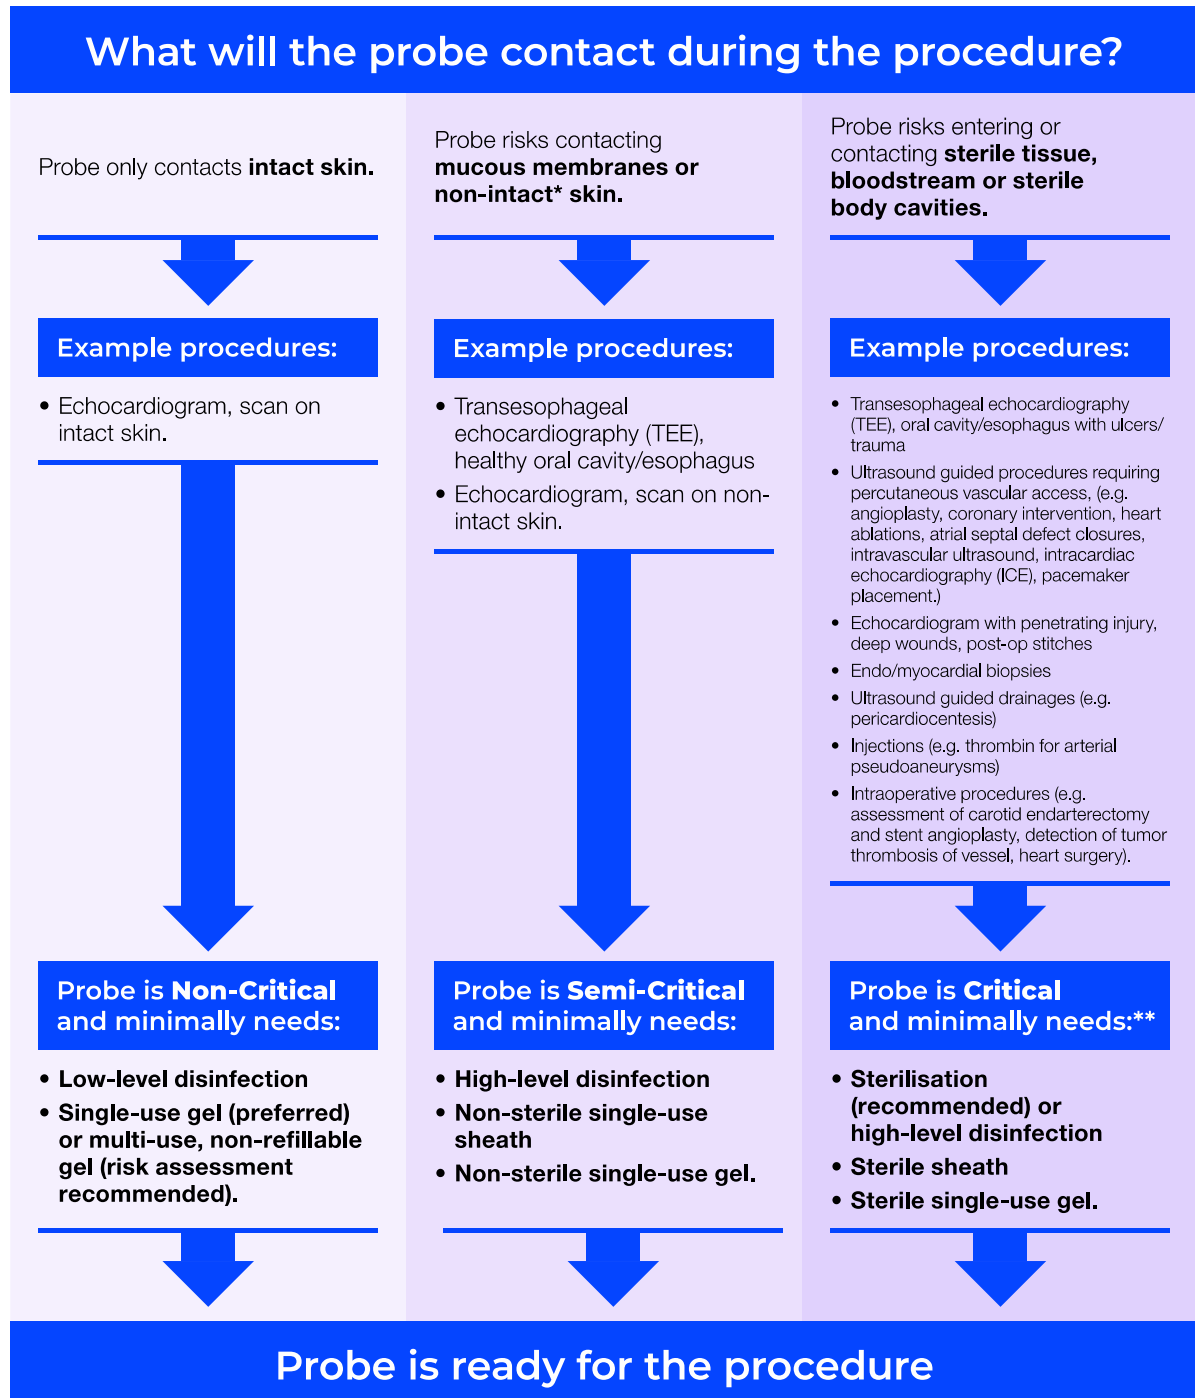 What will the probe contact during the procedure?
Probe only contacts intact skin.
Example procedures:
• Echocardiogram, scan on
intact skin.
Probe is Non-Critical
and minimally needs:
• Low-level disinfection
• Single-use gel (preferred)
or multi-use, non-refillable
gel (risk assessment
recommended).
Probe risks contacting
mucous membranes or
non-intact* skin.
Example procedures:
• Transesophageal
echocardiography (TEE),
healthy oral cavity/esophagus
• Echocardiogram, scan on non-
intact skin.
Probe is Semi-Critical
and minimally needs:
• High-level disinfection
• Non-sterile single-use
sheath
• Non-sterile single-use gel.
Probe risks entering or
contacting sterile tissue,
bloodstream or sterile
body cavities.
Example procedures:
• Transesophageal echocardiography
(TEE), oral cavity/esophagus with ulcers/
trauma
• Ultrasound guided procedures requiring
percutaneous vascular access, (e.g.
angioplasty, coronary intervention, heart
ablations, atrial septal defect closures,
intravascular ultrasound, intracardiac
echocardiography (ICE), pacemaker
placement.)
• Echocardiogram with penetrating injury,
deep wounds, post-op stitches
• Endo/myocardial biopsies
• Ultrasound guided drainages (e.g.
pericardiocentesis)
• Injections (e.g. thrombin for arterial
pseudoaneurysms)
• Intraoperative procedures (e.g.
assessment of carotid endarterectomy
and stent angioplasty, detection of tumor
thrombosis of vessel, heart surgery).
Probe is Critical
and minimally needs:**
• Sterilisation
(recommended) or
high-level disinfection
• Sterile sheath
• Sterile single-use gel.
Probe is ready for the procedure